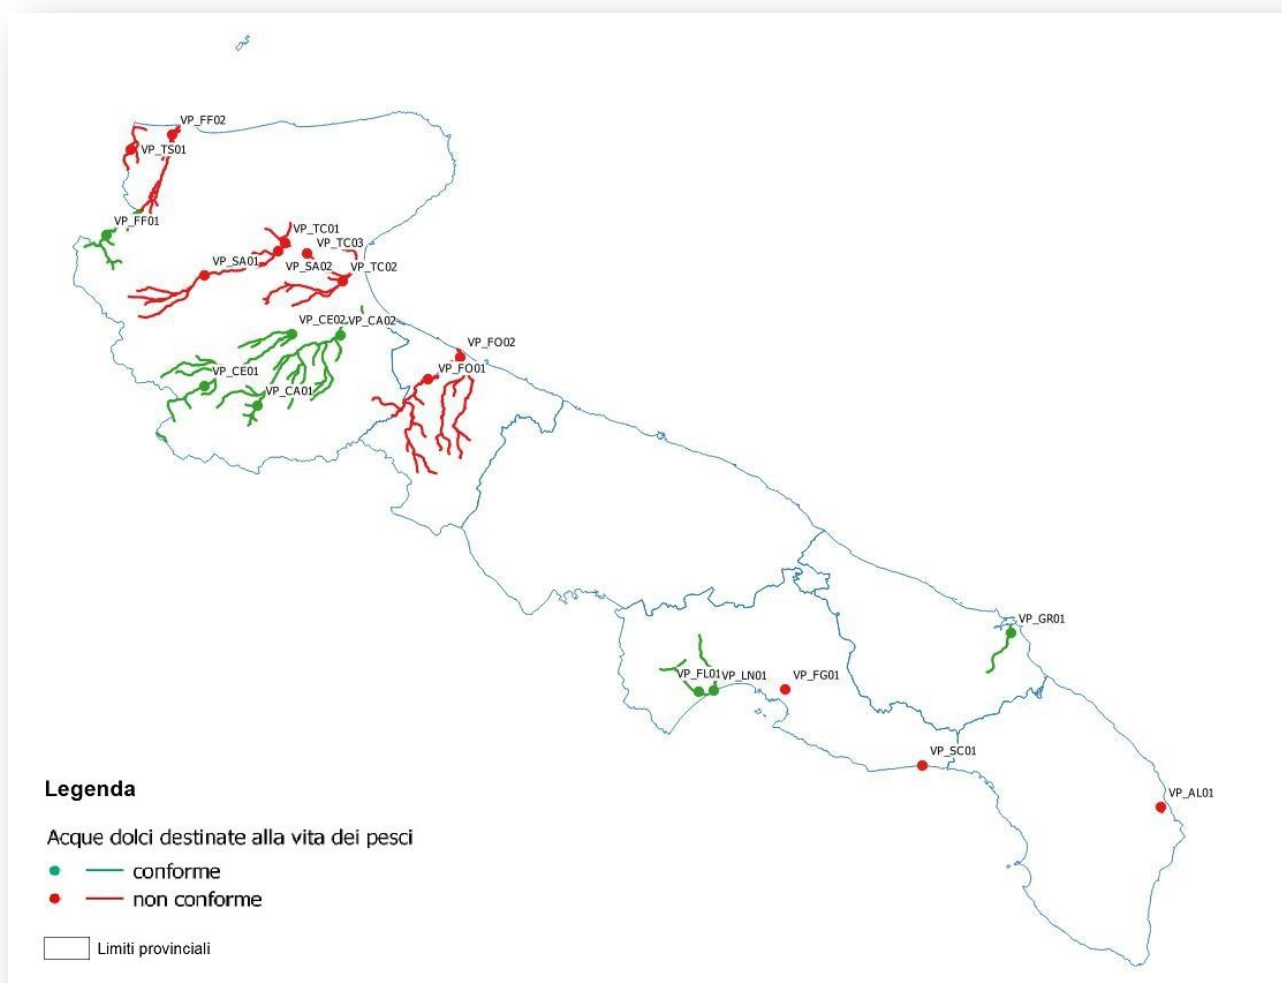 VP_FF02
VP_TS01
VP_FF01
VP_TC01
VP_TC03
VP_SA01
VP_SA02
VP_TC02
VP_CE02
VP_CA02
VP_FO02
VP_CE01
VP_FO01
VP_CA01
VP_GR01
VP_FL01
VP_LN01
VP_FG01
VP_SC01
VP_AL01
Legenda
Acque dolci destinate alla vita dei pesci
conforme
non conforme
Limiti provinciali